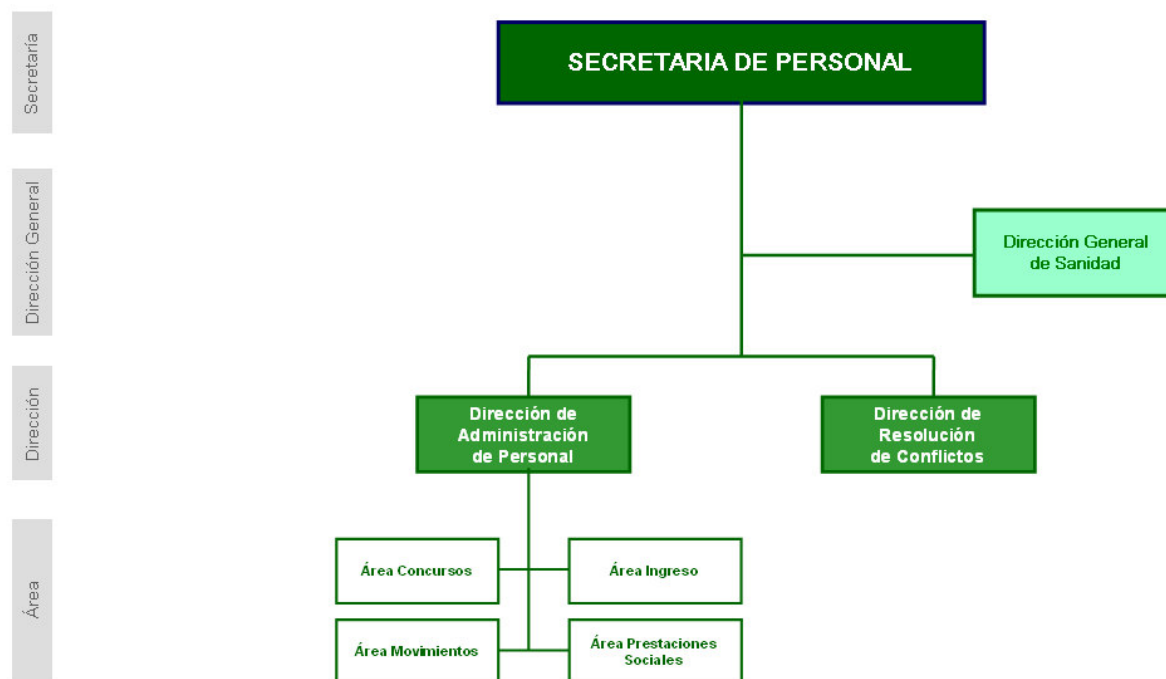 Secretaría
SECRETARIA DE PERSONAL
Dirección General
Dirección General
de Sanidad
Dirección
Dirección de
Administración
de Personal
Dirección de
Resolución
de Conflictos
Área
Área Concursos
Área Ingreso
Área Movimientos
Área Prestaciones
Sociales